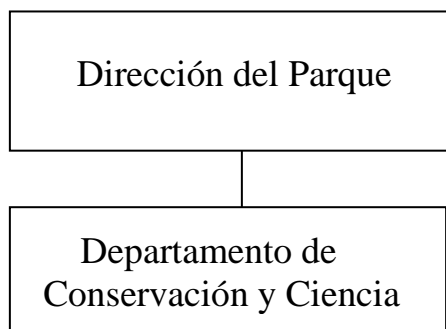 Dirección del Parque
Departamento de
Conservación y Ciencia